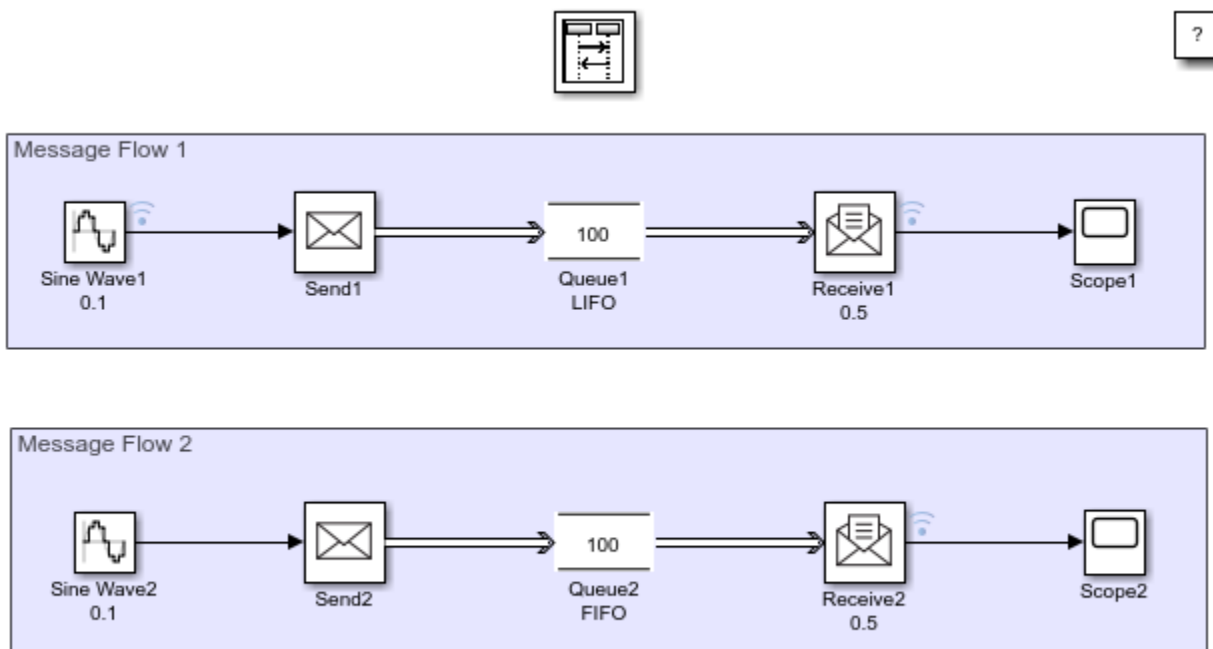 ?
Message Flow 1
100
Sine Wave1
0.1
Send1
Queue1
LIFO
Receive1
0.5
Scope1
Message Flow 2
100
Sine Wave2
0.1
Send2
Queue2
FIFO
Receive2
0.5
Scope2